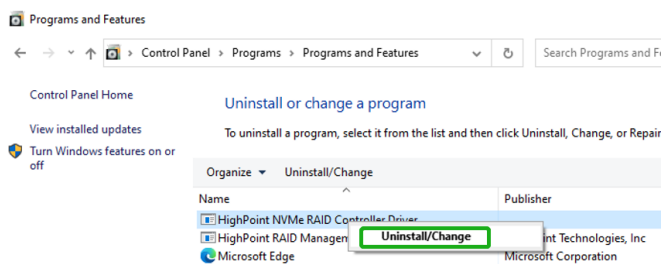 Programs and Features
Control Panel > Programs > Programs and Features
Search Programs and
Control Panel Home
Uninstall or change a program
View installed updates
To uninstall a program, select it from the list and then click Uninstall, Change, or Repair
Turn Windows features on or
off
Organize Uninstall/Change
Name Publisher
HighPoint NVMe RAID Controller Driver
Uninstall/Change
HighPoint RAID Technologies, Inc
Microsoft Edge Microsoft Corporation